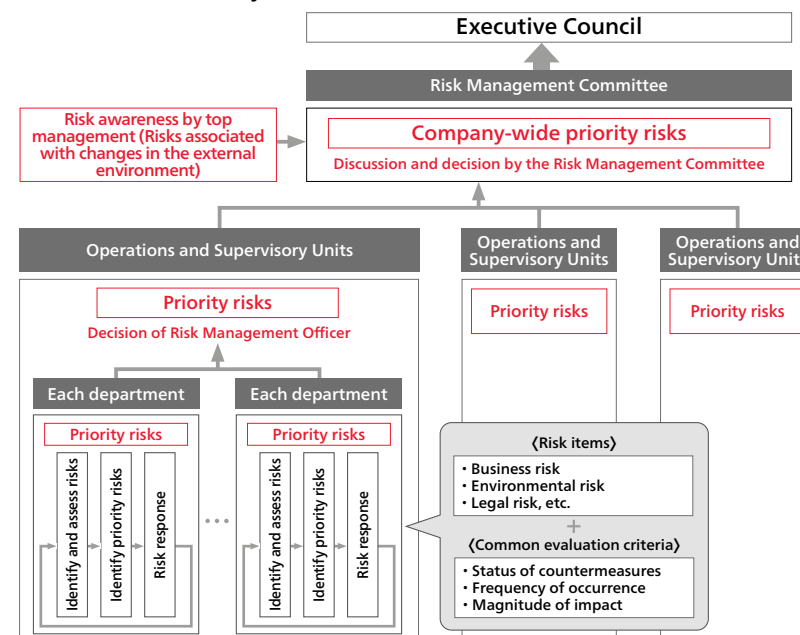 Executive Council
Risk Management Committee
Risk awareness by top
management (Risks associated
with changes in the external
environment)
Company-wide priority risks
Discussion and decision by the Risk Management Committee
Operations and Supervisory Units
Operations and
Supervisory Units
Operations and
Supervisory Unit
Priority risks
Decision of Risk Management Officer
Priority risks
Priority risks
Each department
Each department
Priority risks
Identify and assess risks
Identify priority risks
Risk response
...
Priority risks
Identify and assess risks
Identify priority risks
Risk response
〈Risk items〉
・Business risk
・Environmental risk
・Legal risk, etc.
+
〈Common evaluation criteria〉
・Status of countermeasures
・Frequency of occurrence
・Magnitude of impact